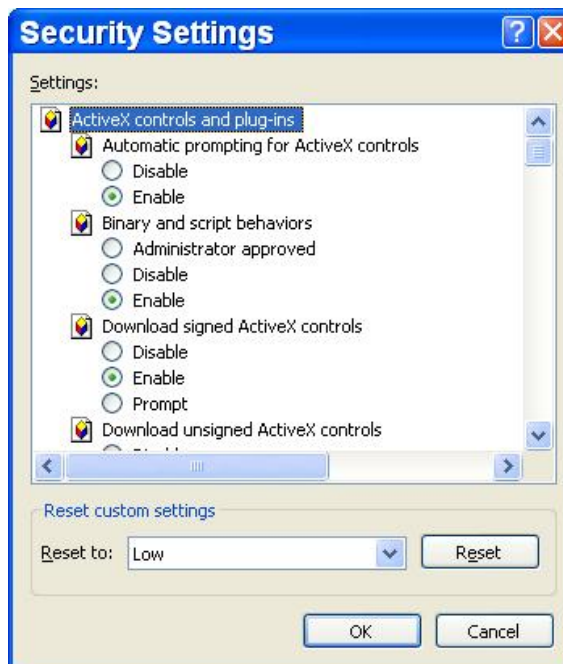 Security Settings
Settings:
ActiveX controls and plug-ins
Automatic prompting for ActiveX controls
Disable
Enable
Binary and script behaviors
Administrator approved
Disable
Enable
Download signed ActiveX controls
Disable
Enable
Prompt
Download unsigned ActiveX controls
Reset custom settings
Reset to: Low Reset
OK Cancel